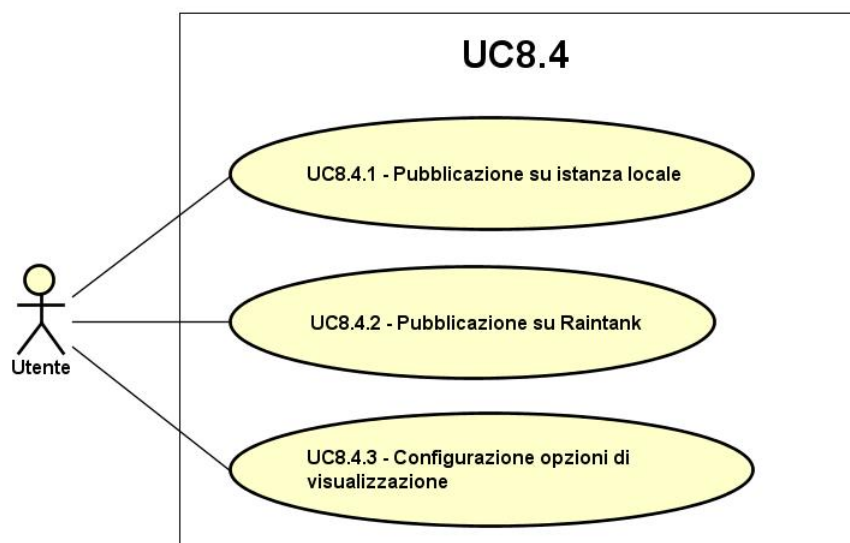 UC8.4
UC8.4.1 - Pubblicazione su istanza locale
UC8.4.2 - Pubblicazione su Raintank
Utente
UC8.4.3 - Configurazione opzioni di
visualizzazione